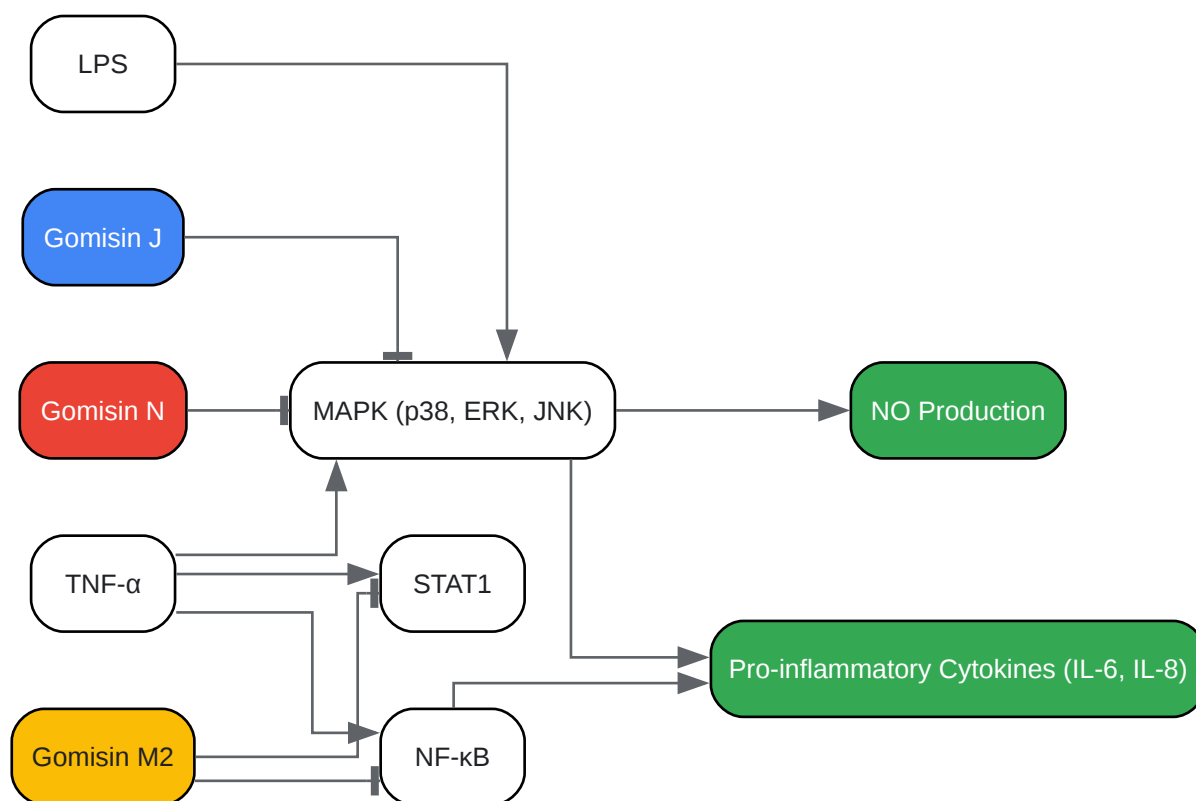 LPS
Gomisin J
Gomisin N
MAPK (p38, ERK, JNK)
NO Production
TNF-α
STAT1
Pro-inflammatory Cytokines (IL-6, IL-8)
Gomisin M2
NF-κB